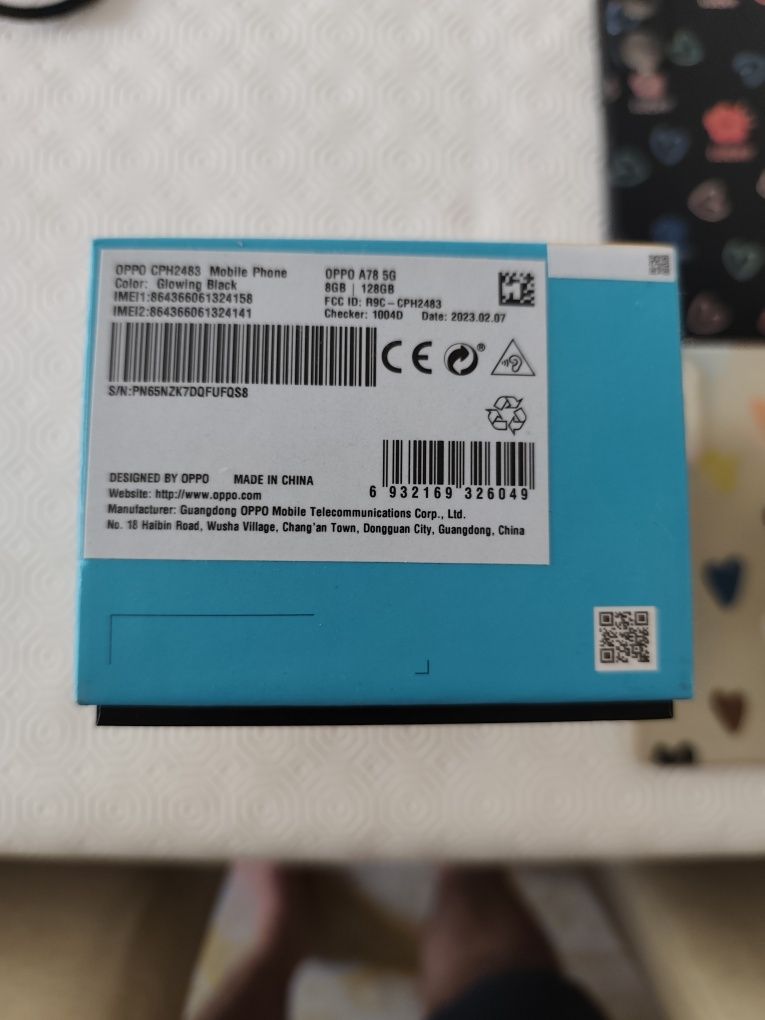 OPPO CPH2483 Mobile Phone
Color: Glowing Black
IMEI1:864366061324158
IMEI2:864366061324141
OPPO A78 5G
8GB | 128GB
FCC ID: R9C-CPH2483
Checker: 1004D Date: 2023.02.07
S/N:PN65NZK7DQFUFQS8
CE
6 932169 326049
DESIGNED BY OPPO MADE IN CHINA
Website: http://www.oppo.com
Manufacturer: Guangdong OPPO Mobile Telecommunications Corp., Ltd.
No. 18 Haibin Road, Wusha Village, Chang'an Town, Dongguan City, Guangdong, China